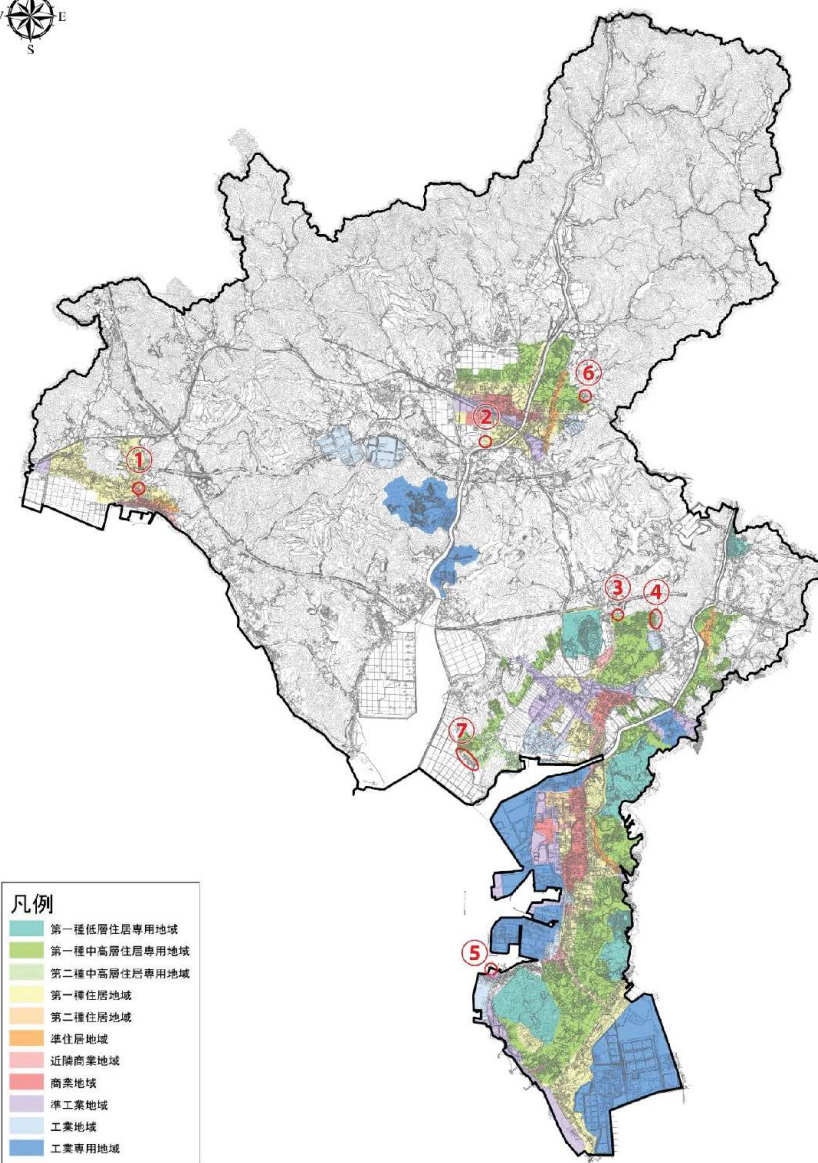 E
S
⑥
②
①
③
④
⑦
⑤
凡例
第一種低層住居専用地域
第一種中高層住居専用地域
第二種中高層住居専用地域
第一種住居地域
第二種住居地域
準住居地域
近隣商業地域
商業地域
準工業地域
工業地域
工業専用地域